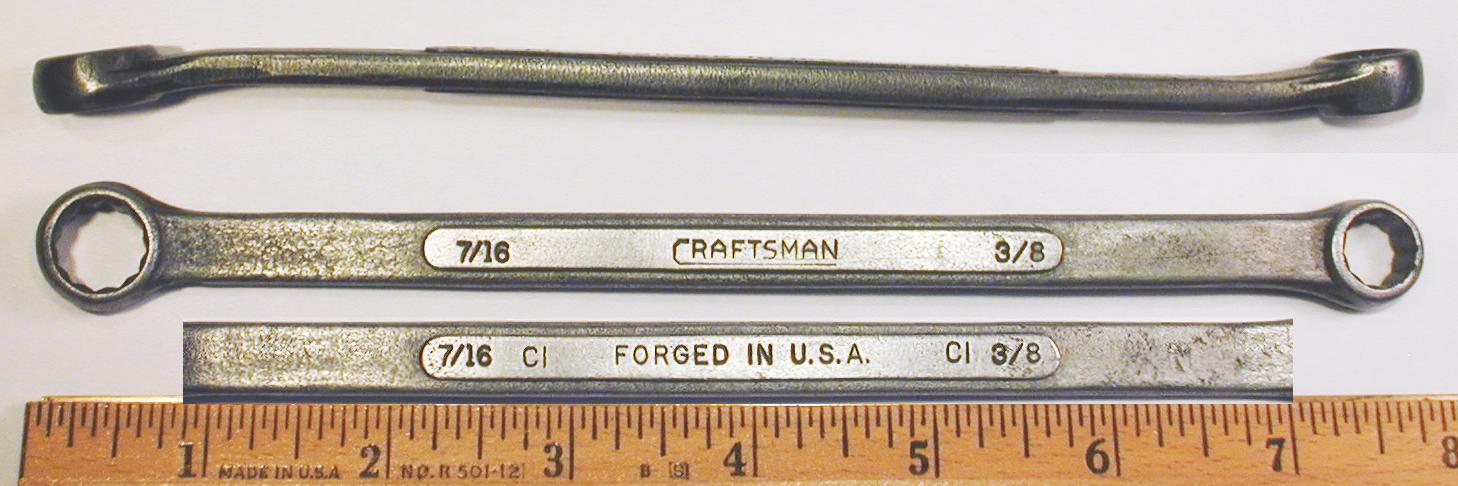 7/16 CRAFTSMAN 3/8
7/16 CI FORGED IN U.S.A. CI 3/8
1 2 3 4 5 6 7 8
MADE IN U.S.A. NO. R 501-12 B S